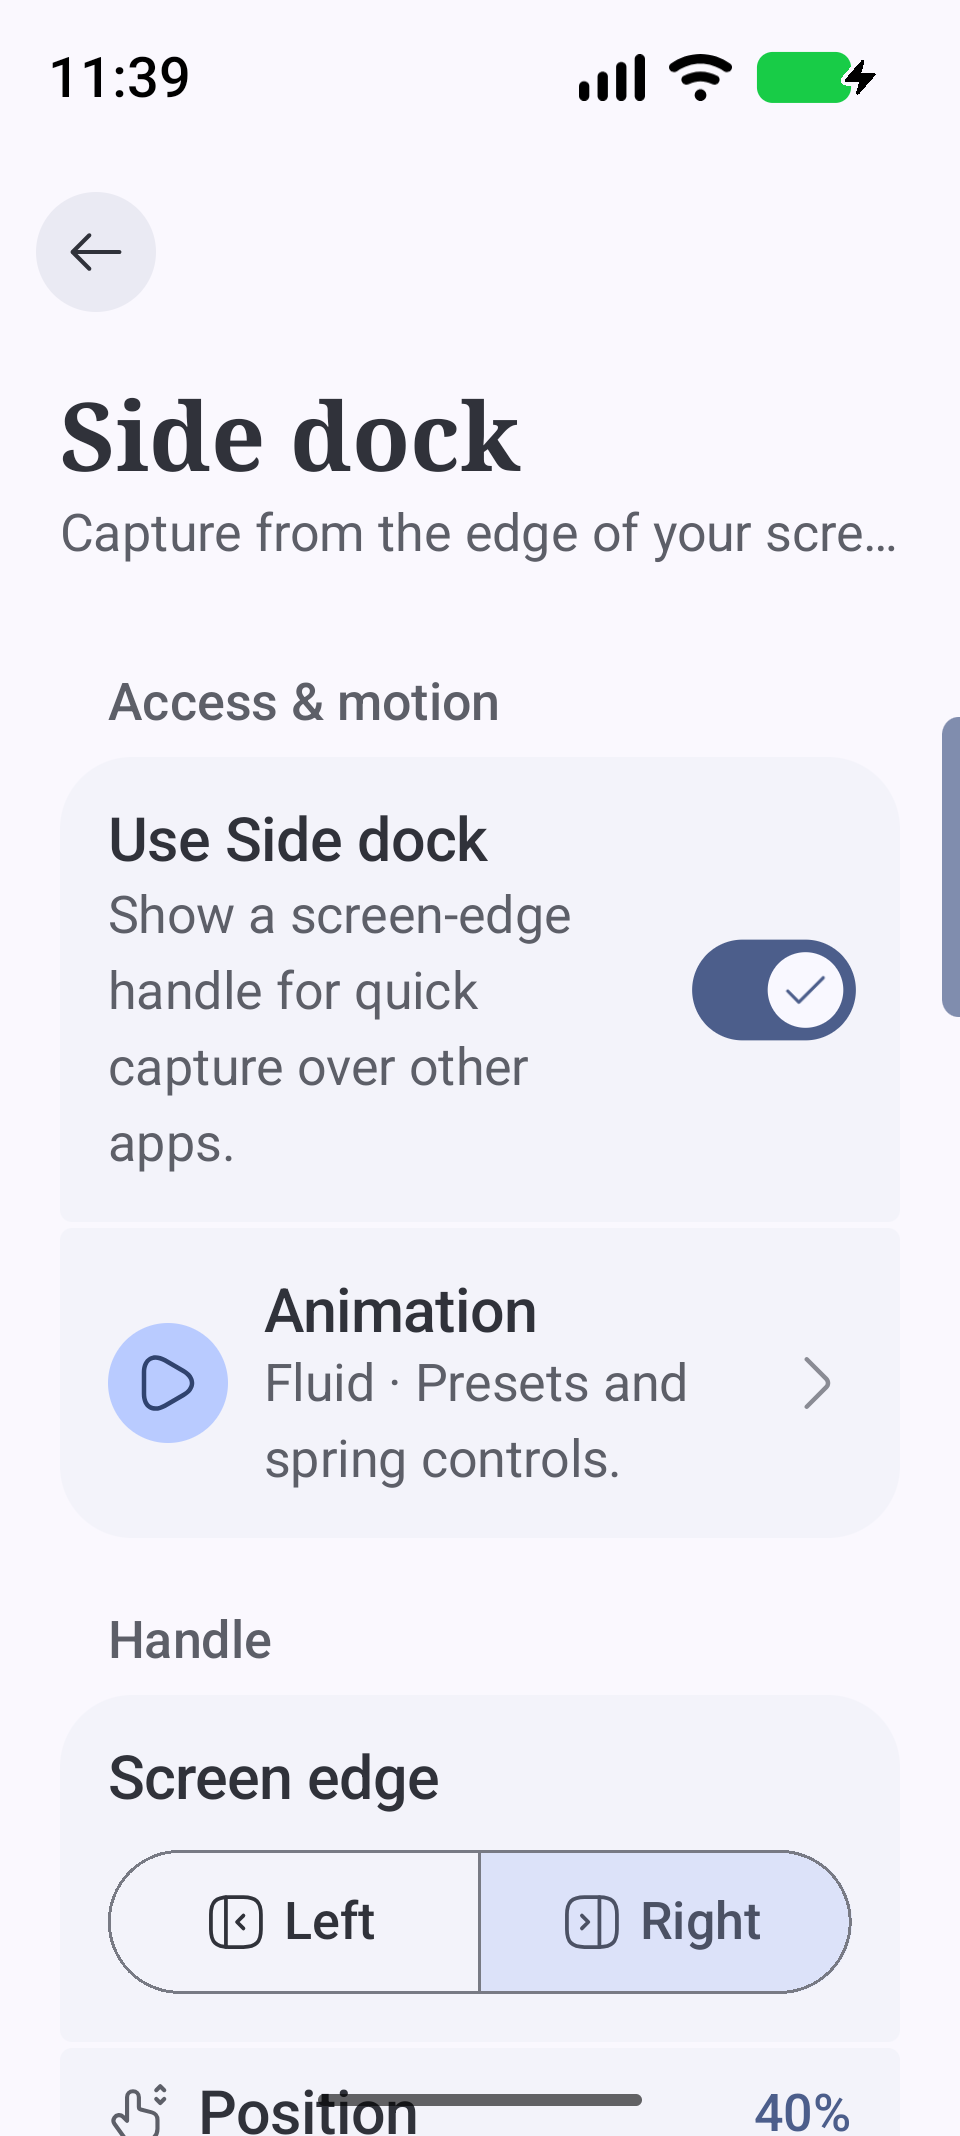 11:39
Side dock
Capture from the edge of your scre…
Access & motion
Use Side dock
Show a screen-edge
handle for quick
capture over other
apps.
Animation
Fluid · Presets and
spring controls.
Handle
Screen edge
Left
Right
Position
40%